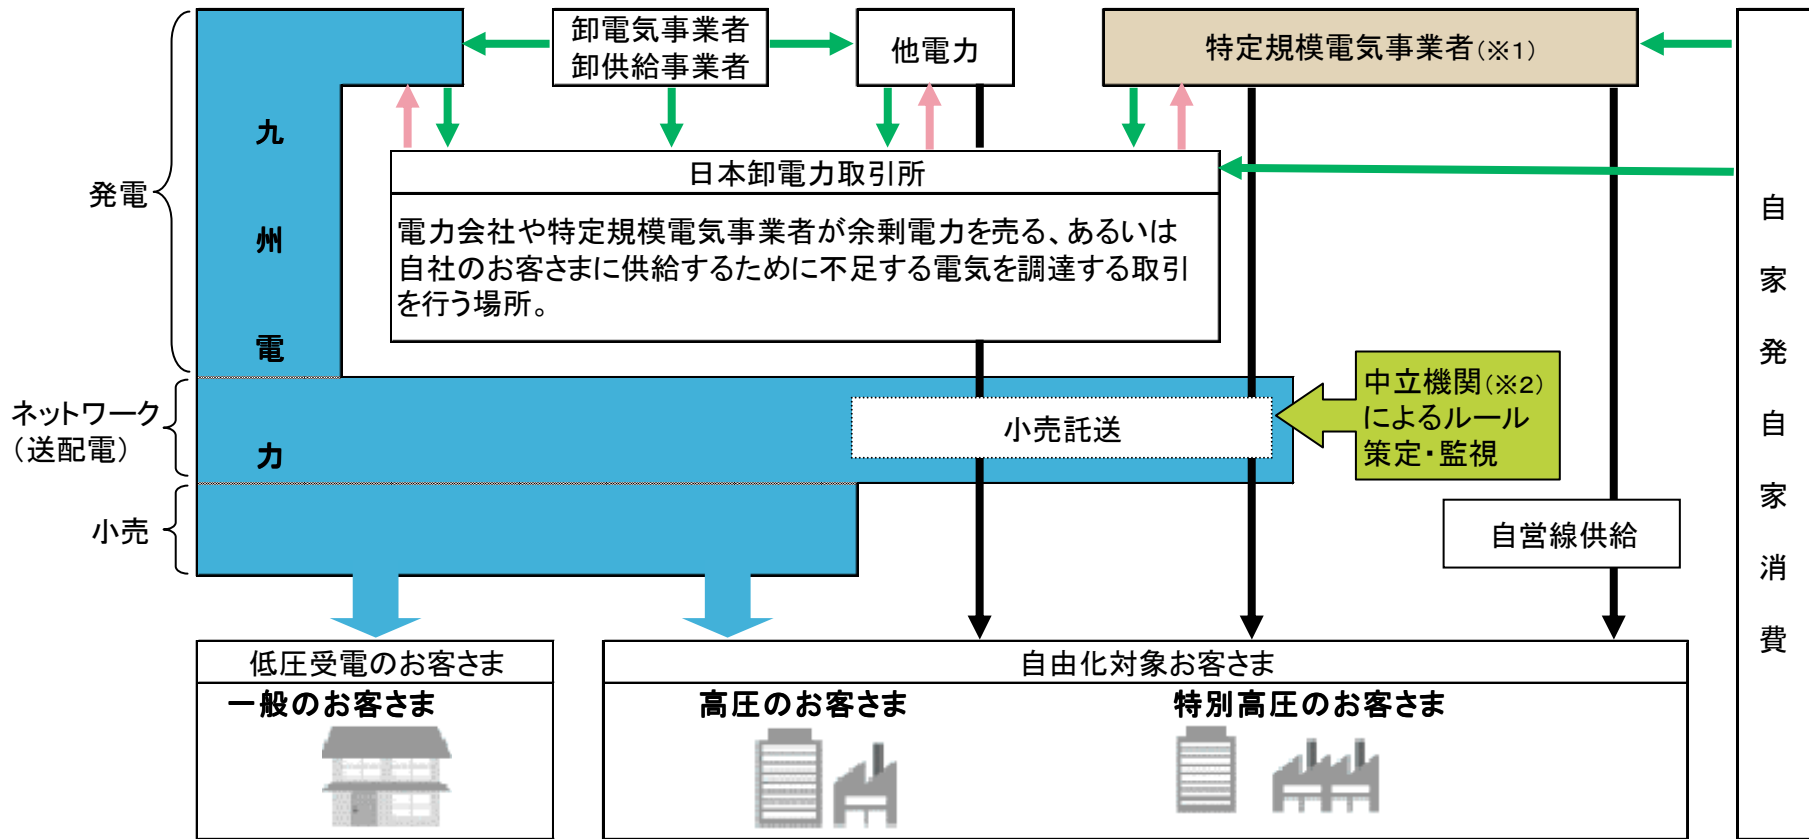 卸電気事業者
卸供給事業者
他電力
特定規模電気事業者(※1)
発電
九州電力
日本卸電力取引所
電力会社や特定規模電気事業者が余剰電力を売る、あるいは
自社のお客さまに供給するために不足する電気を調達する取引
を行う場所。
自家発自家消費
ネットワーク
（送配電）
小売託送
中立機関(※2)
によるルール
策定・監視
小売
自営線供給
低圧受電のお客さま
一般のお客さま
自由化対象お客さま
高圧のお客さま
特別高圧のお客さま